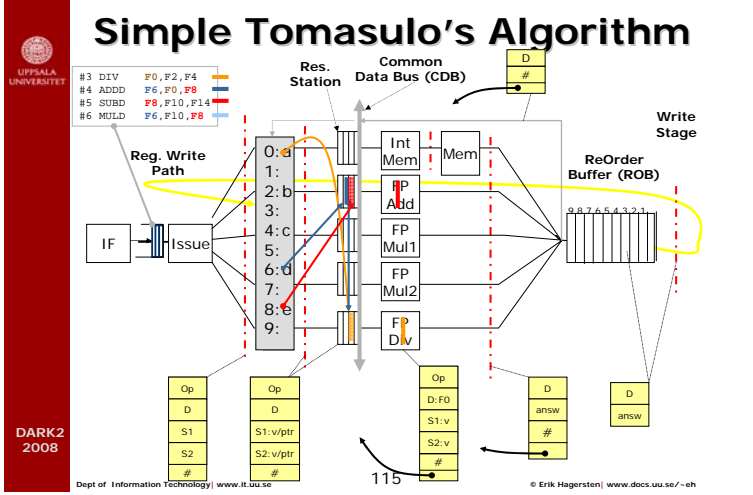 Simple Tomasulo's Algorithm
UPPSALA
UNIVERSITET
#3 DIV F0,F2,F4
#4 ADDD F6,F0,F8
#5 SUBD F8,F10,F14
#6 MULD F6,F10,F8
Res.
Station
Common
Data Bus (CDB)
D
#
Write
Stage
Reg. Write
Path
ReOrder
Buffer (ROB)
9 8 7 6 5 4 3 2 1
IF
Issue
0:a
1:
2:b
3:
4:c
5:
6:d
7:
8:e
9:
Int
Mem
Mem
FP
Add
FP
Mul1
FP
Mul2
FP
Div
Op
D
S1
S2
#
Op
D
S1:v/ptr
S2:v/ptr
#
Op
D:F0
S1:v
S2:v
#
D
answ
#
D
answ
DARK2
2008
115
Dept of Information Technology| www.it.uu.se
© Erik Hagersten| www.docs.uu.se/~eh